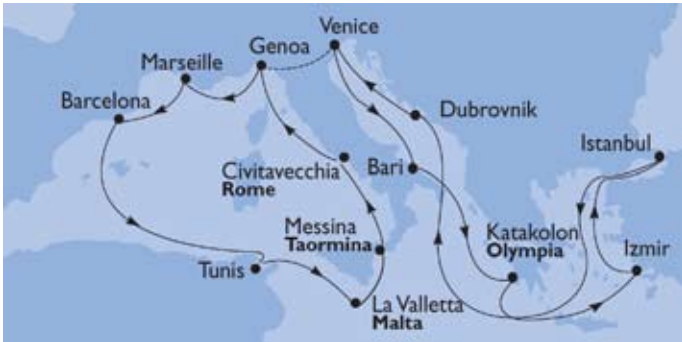 Venice
Genoa
Marseille
Barcelona
Dubrovnik
Istanbul
Civitavecchia
Rome
Bari
Messina
Taormina
Katakolon
Olympia
Izmir
Tunis
La Valletta
Malta